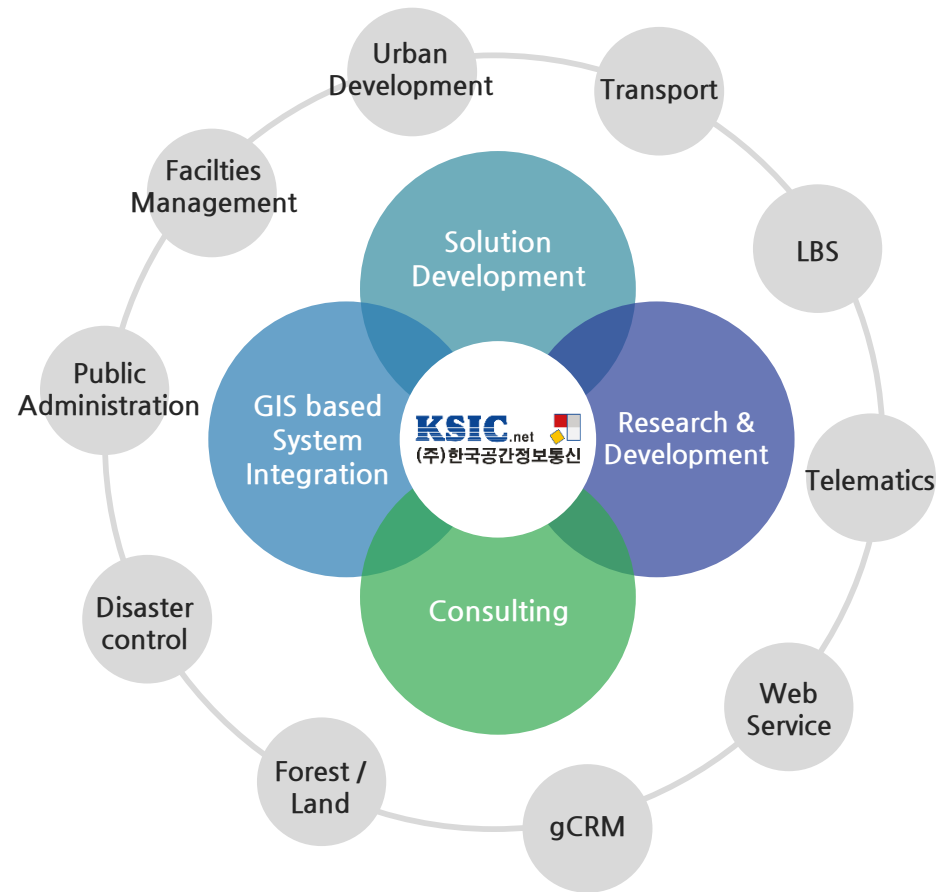 Urban
Development
Transport
Facilties
Management
LBS
Solution
Development
Public
Administration
GIS based
System
Integration
KSIC.net
(주)한국공간정보통신
Research &
Development
Telematics
Disaster
control
Consulting
Web
Service
Forest /
Land
gCRM